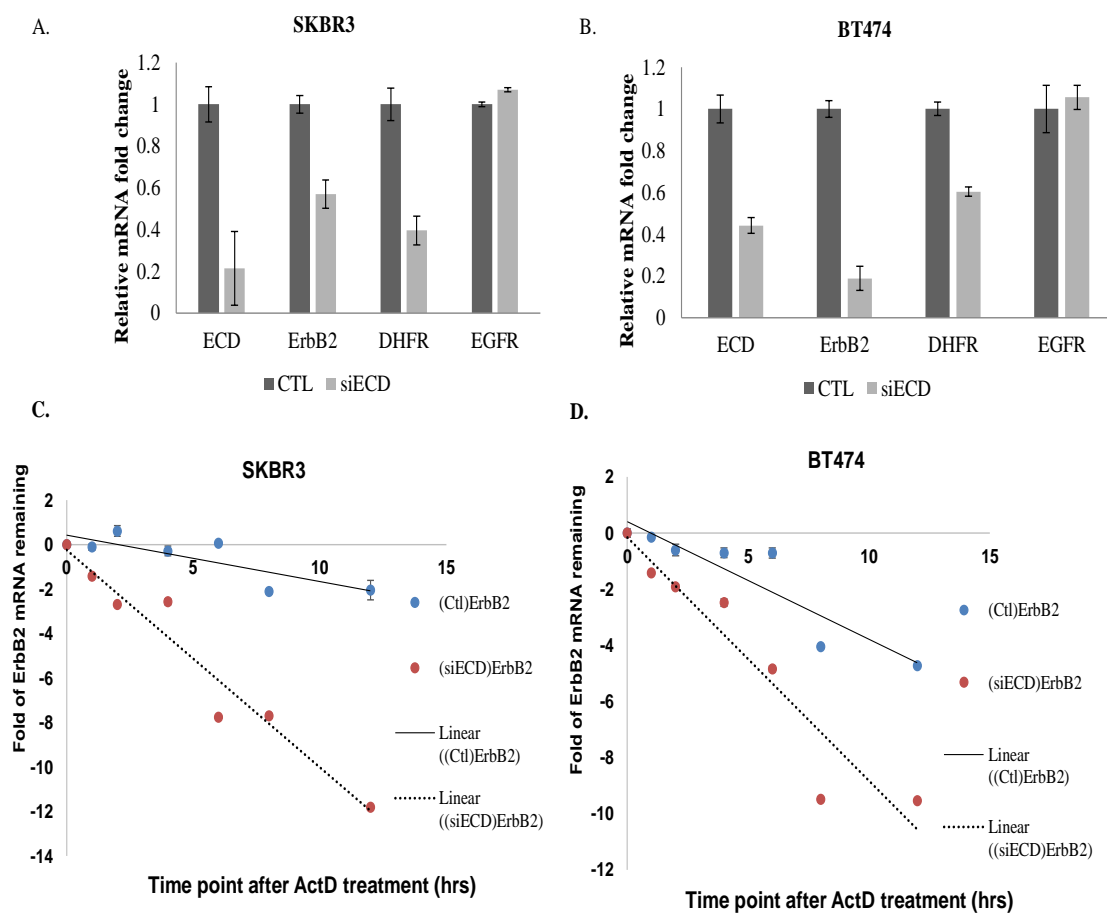 A.
SKBR3
Relative mRNA fold change
1.2
1
0.8
0.6
0.4
0.2
0
ECD ErbB2 DHFR EGFR
CTL siECD
B.
BT474
Relative mRNA fold change
1.2
1
0.8
0.6
0.4
0.2
0
ECD ErbB2 DHFR EGFR
CTL siECD
C.
SKBR3
Fold of ErbB2 mRNA remaining
2
0
-2
-4
-6
-8
-10
-12
-14
0 5 10 15
(Ctl)ErbB2
(siECD)ErbB2
Linear
((Ctl)ErbB2)
Linear
((siECD)ErbB2)
Time point after ActD treatment (hrs)
D.
BT474
Fold of ErbB2 mRNA remaining
2
0
-2
-4
-6
-8
-10
-12
0 5 10 15
(Ctl)ErbB2
(siECD)ErbB2
Linear
((Ctl)ErbB2)
Linear
((siECD)ErbB2)
Time point after ActD treatment (hrs)